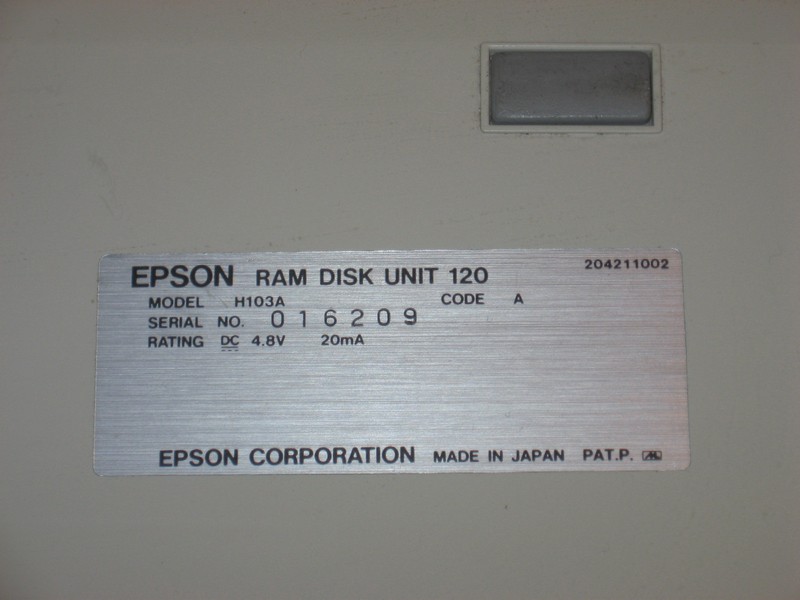 204211002
EPSON RAM DISK UNIT 120
MODEL H103A CODE A
SERIAL NO. 016209
RATING DC 4.8V 20mA
EPSON CORPORATION MADE IN JAPAN PAT.P.